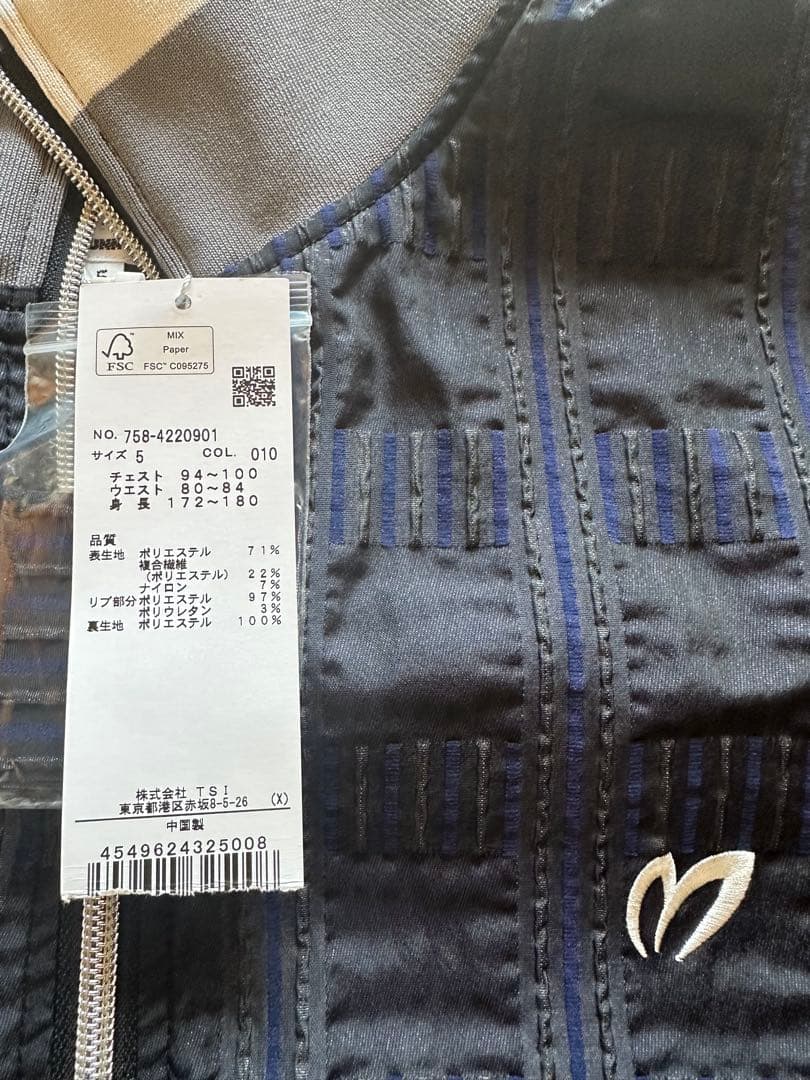 MIX
Paper
FSC
FSC™ C095275
NO. 758-4220901
サイズ 5 COL. 010
チェスト 94～100
ウエスト 80～84
身 長 172～180
品質
表生地 ポリエステル 71%
複合繊維
(ポリエステル) 22%
ナイロン 7%
リブ部分 ポリエステル 97%
ポリウレタン 3%
裏生地 ポリエステル 100%
株式会社 TSI
東京都港区赤坂8-5-26 (X)
中国製
4549624325008